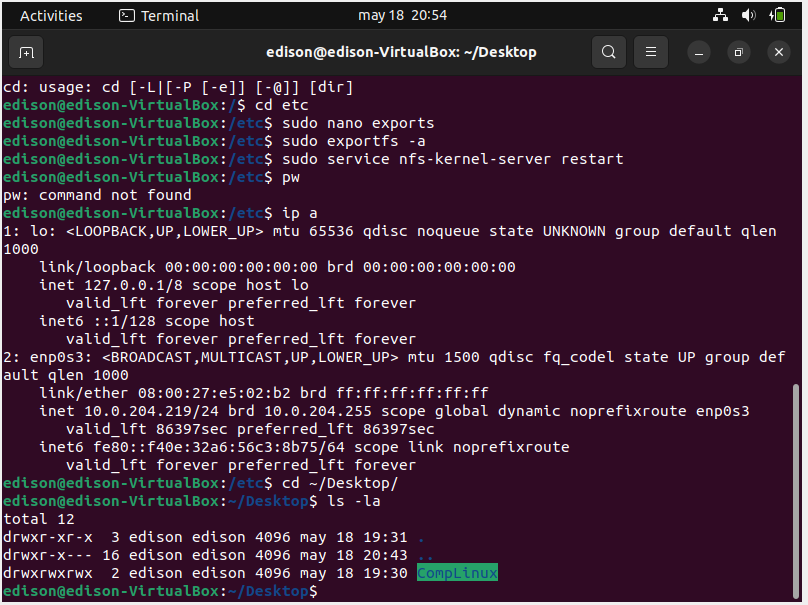 Activities Terminal may 18 20:54
edison@edison-VirtualBox: ~/Desktop
cd: usage: cd [-L|[-P [-e]] [-@]] [dir]
edison@edison-VirtualBox:/$ cd etc
edison@edison-VirtualBox:/etc$ sudo nano exports
edison@edison-VirtualBox:/etc$ sudo exportfs -a
edison@edison-VirtualBox:/etc$ sudo service nfs-kernel-server restart
edison@edison-VirtualBox:/etc$ pw
pw: command not found
edison@edison-VirtualBox:/etc$ ip a
1: lo: <LOOPBACK,UP,LOWER_UP> mtu 65536 qdisc noqueue state UNKNOWN group default qlen
1000
    link/loopback 00:00:00:00:00:00 brd 00:00:00:00:00:00
    inet 127.0.0.1/8 scope host lo
       valid_lft forever preferred_lft forever
    inet6 ::1/128 scope host
       valid_lft forever preferred_lft forever
2: enp0s3: <BROADCAST,MULTICAST,UP,LOWER_UP> mtu 1500 qdisc fq_codel state UP group def
ault qlen 1000
    link/ether 08:00:27:e5:02:b2 brd ff:ff:ff:ff:ff:ff
    inet 10.0.204.219/24 brd 10.0.204.255 scope global dynamic noprefixroute enp0s3
       valid_lft 86397sec preferred_lft 86397sec
    inet6 fe80::f40e:32a6:56c3:8b75/64 scope link noprefixroute
       valid_lft forever preferred_lft forever
edison@edison-VirtualBox:/etc$ cd ~/Desktop/
edison@edison-VirtualBox:~/Desktop$ ls -la
total 12
drwxr-xr-x  3 edison edison 4096 may 18 19:31 .
drwxr-x--- 16 edison edison 4096 may 18 20:43 ..
drwxrwxrwx  2 edison edison 4096 may 18 19:30 CompLinux
edison@edison-VirtualBox:~/Desktop$